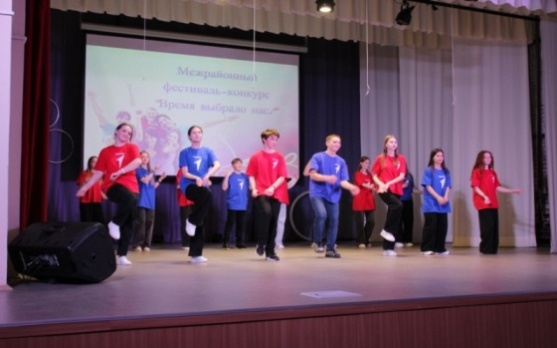 Межрайонный
фестиваль-конкурс
"Время выбрало нас"